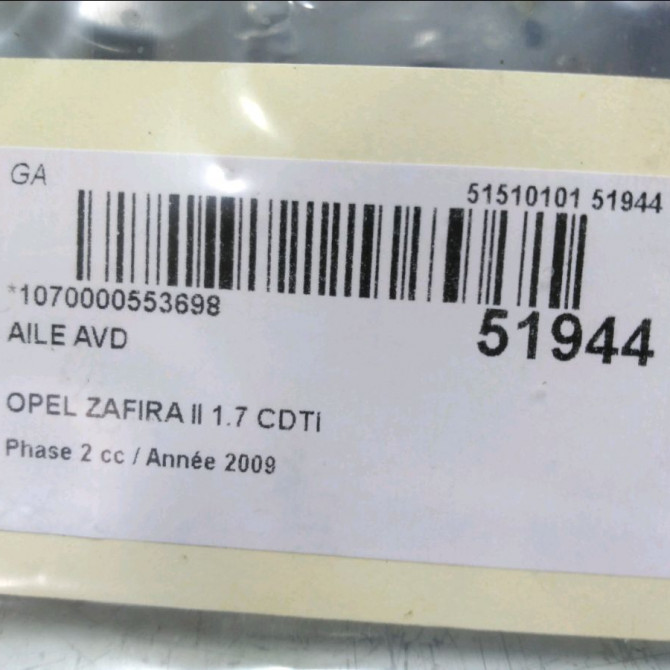 GA
51510101 51944
*1070000553698
51944
AILE AVD
OPEL ZAFIRA II 1.7 CDTi
Phase 2 cc / Année 2009